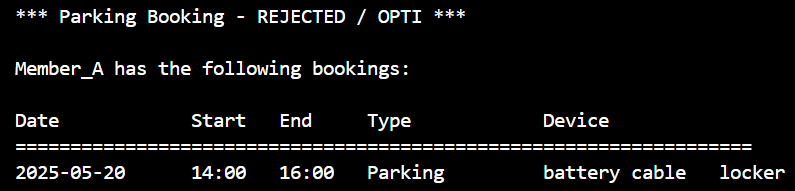 *** Parking Booking - REJECTED / OPTI ***
Member_A has the following bookings:
Date Start End Type Device
===================================================================
2025-05-20 14:00 16:00 Parking battery cable locker